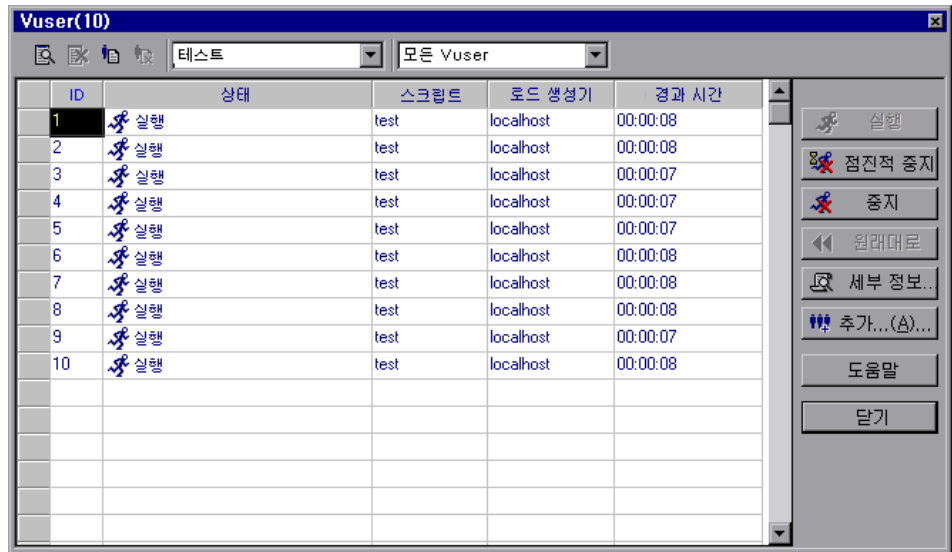 Vuser(10)
테스트 모든 Vuser
ID 상태 스크립트 로드 생성기 경과 시간
1 실행 test localhost 00:00:08
2 실행 test localhost 00:00:08
3 실행 test localhost 00:00:07
4 실행 test localhost 00:00:07
5 실행 test localhost 00:00:07
6 실행 test localhost 00:00:08
7 실행 test localhost 00:00:08
8 실행 test localhost 00:00:08
9 실행 test localhost 00:00:07
10 실행 test localhost 00:00:08
실행
점진적 중지
중지
원래대로
세부 정보...
추가...(A)...
도움말
닫기